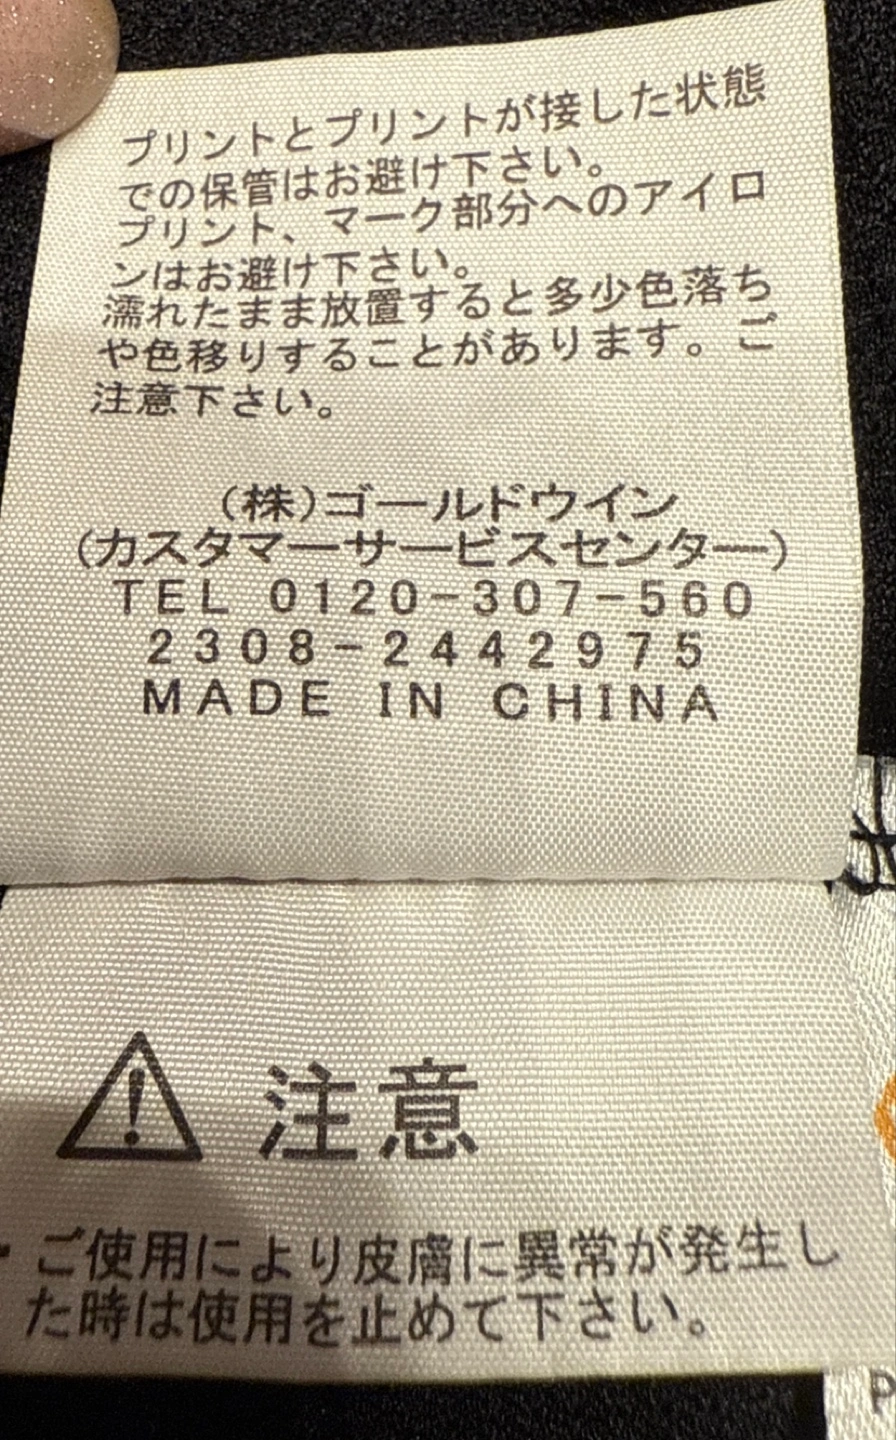 プリントとプリントが接した状態
での保管はお避け下さい。
プリント、マーク部分へのアイロ
ンはお避け下さい。
濡れたまま放置すると多少色落ち
や色移りすることがあります。ご
注意下さい。
(株)ゴールドウイン
(カスタマーサービスセンター)
TEL 0120-307-560
2308-2442975
MADE IN CHINA
注意
・ご使用により皮膚に異常が発生し
た時は使用を止めて下さい。
P